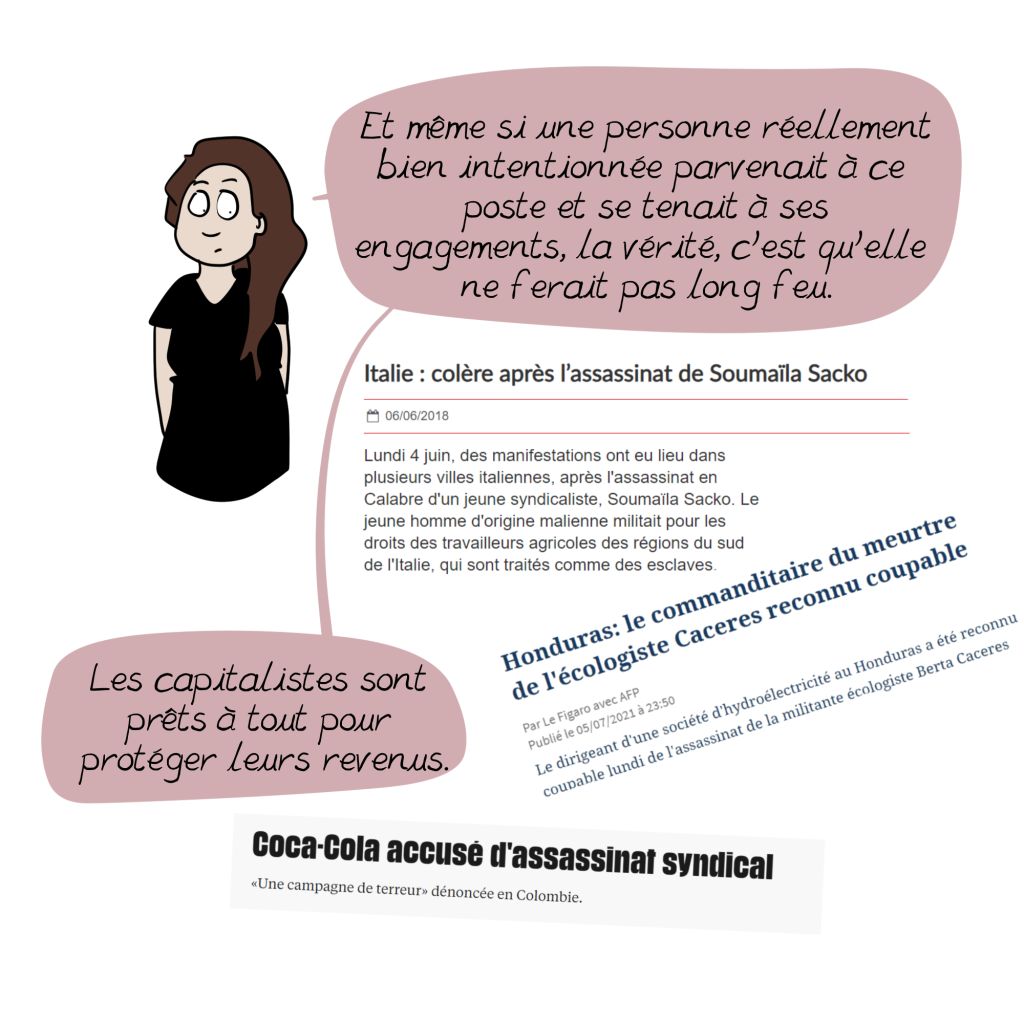 Et même si une personne réellement
bien intentionnée parvenait à ce
poste et se tenait à ses
engagements, la vérité, c'est qu'elle
ne ferait pas long feu.
Italie : colère après l'assassinat de Soumaïla Sacko
06/06/2018
Lundi 4 juin, des manifestations ont eu lieu dans
plusieurs villes italiennes, après l'assassinat en
Calabre d'un jeune syndicaliste, Soumaïla Sacko. Le
jeune homme d'origine malienne militait pour les
droits des travailleurs agricoles des régions du sud
de l'Italie, qui sont traités comme des esclaves.
Honduras: le commanditaire du meurtre
de l'écologiste Caceres reconnu coupable
Par Le Figaro avec AFP
Publié le 05/07/2021 à 23:50
Le dirigeant d'une société d'hydroélectricité au Honduras a été reconnu
coupable lundi de l'assassinat de la militante écologiste Berta Caceres
Les capitalistes sont
prêts à tout pour
protéger leurs revenus.
Coca-Cola accusé d'assassinat syndical
«Une campagne de terreur» dénoncée en Colombie.